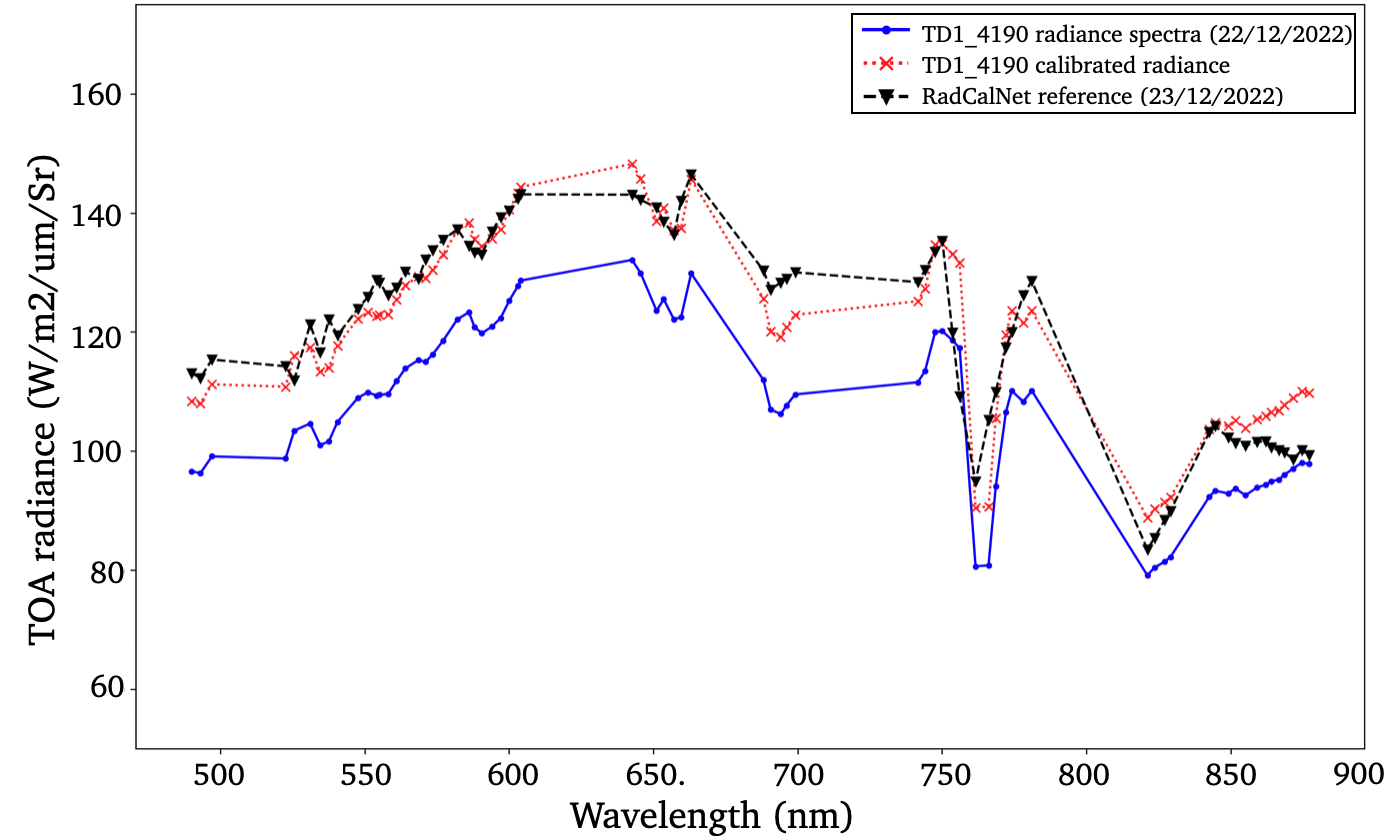 TD1_4190 radiance spectra (22/12/2022)
TD1_4190 calibrated radiance
RadCalNet reference (23/12/2022)
TOA radiance (W/m2/um/Sr)
160
140
120
100
80
60
500 550 600 650. 700 750 800 850 900
Wavelength (nm)